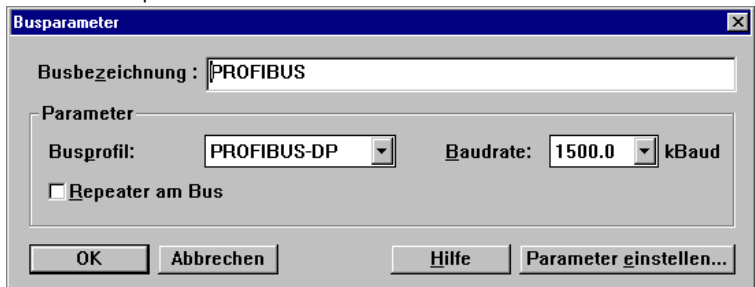 Busparameter
Busbezeichnung : PROFIBUS
Parameter
Busprofil: PROFIBUS-DP Baudrate: 1500.0 kBaud
Repeater am Bus
OK Abbrechen Hilfe Parameter einstellen...